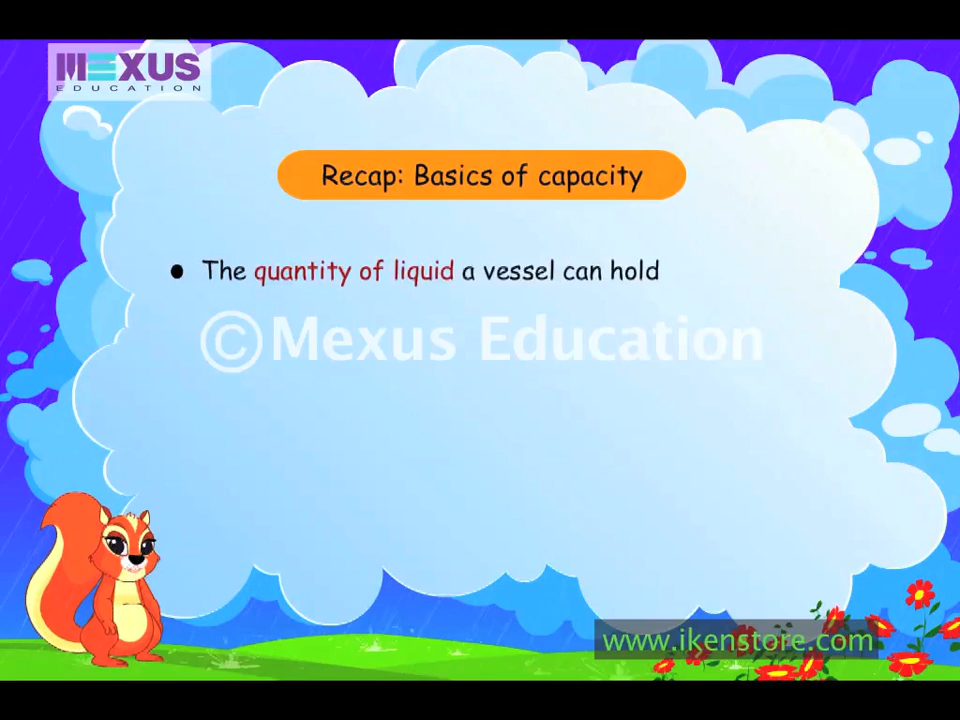 MEXUS
EDUCATION
Recap: Basics of capacity
● The quantity of liquid a vessel can hold
©Mexus Education
www.ikenstore.com